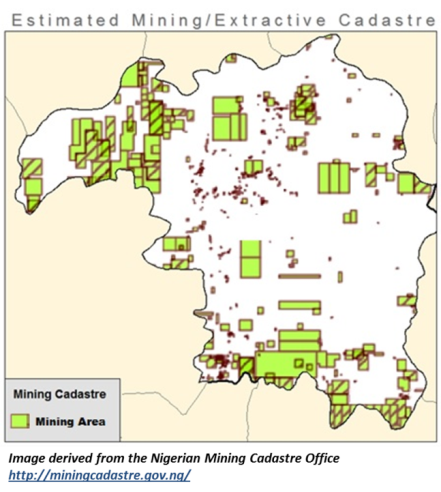 Estimated Mining/Extractive Cadastre
Mining Cadastre
Mining Area
Image derived from the Nigerian Mining Cadastre Office
http://miningcadastre.gov.ng/